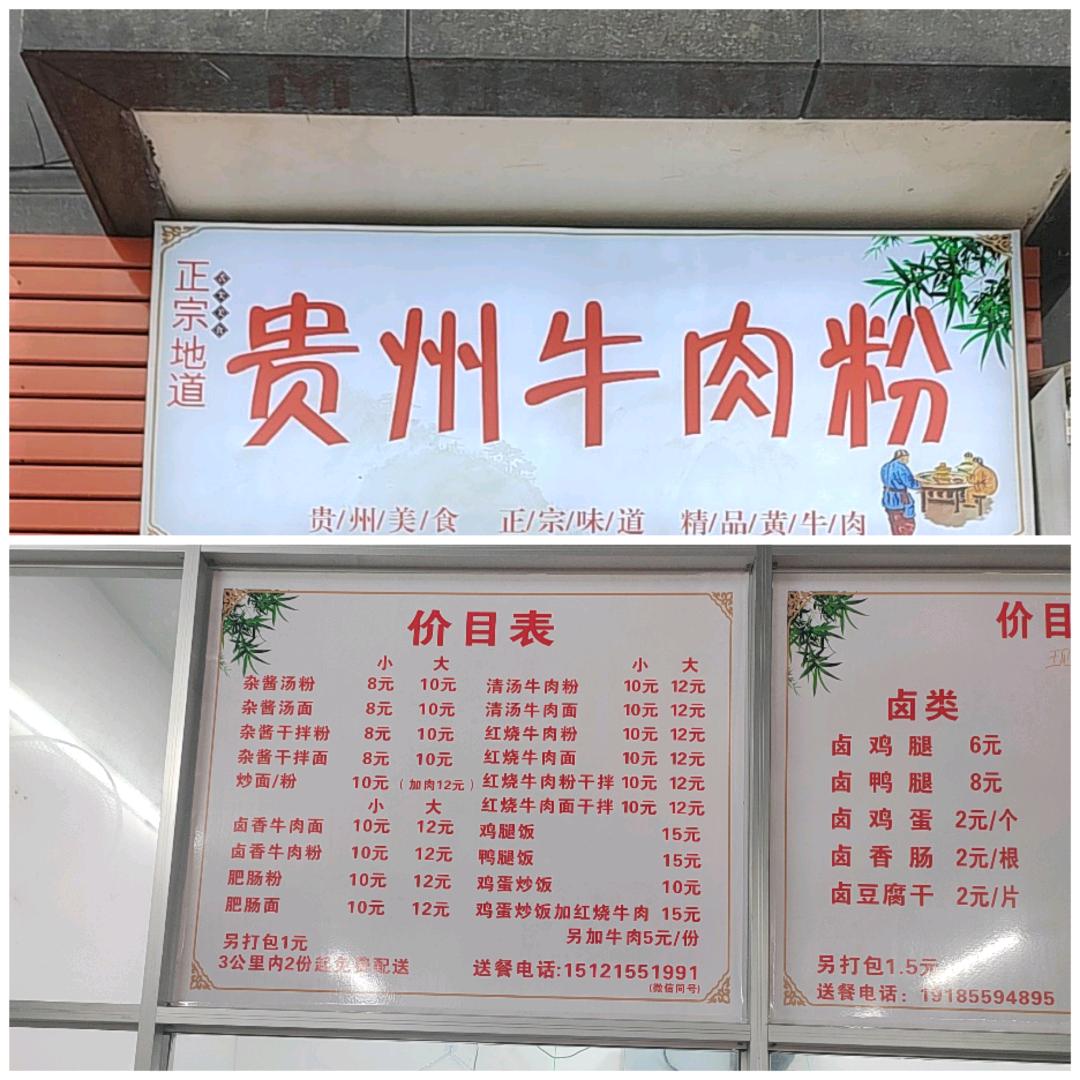 正宗地道
贵州牛肉粉
贵/州/美/食 正/宗/味/道 精/品/黄/牛/肉
价目表
小 大
杂酱汤粉 8元 10元
杂酱汤面 8元 10元
杂酱干拌粉 8元 10元
杂酱干拌面 8元 10元
炒面/粉 10元 (加肉12元)
小 大
卤香牛肉面 10元 12元
卤香牛肉粉 10元 12元
肥肠粉 10元 12元
肥肠面 10元 12元
另打包1元
3公里内2份起免费配送
小 大
清汤牛肉粉 10元 12元
清汤牛肉面 10元 12元
红烧牛肉粉 10元 12元
红烧牛肉面 10元 12元
红烧牛肉粉干拌 10元 12元
红烧牛肉面干拌 10元 12元
鸡腿饭 15元
鸭腿饭 15元
鸡蛋炒饭 10元
鸡蛋炒饭加红烧牛肉 15元
另加牛肉5元/份
送餐电话:15121551991
(微信同号)
价目
卤类
卤鸡腿 6元
卤鸭腿 8元
卤鸡蛋 2元/个
卤香肠 2元/根
卤豆腐干 2元/片
另打包1.5元
送餐电话：19185594895